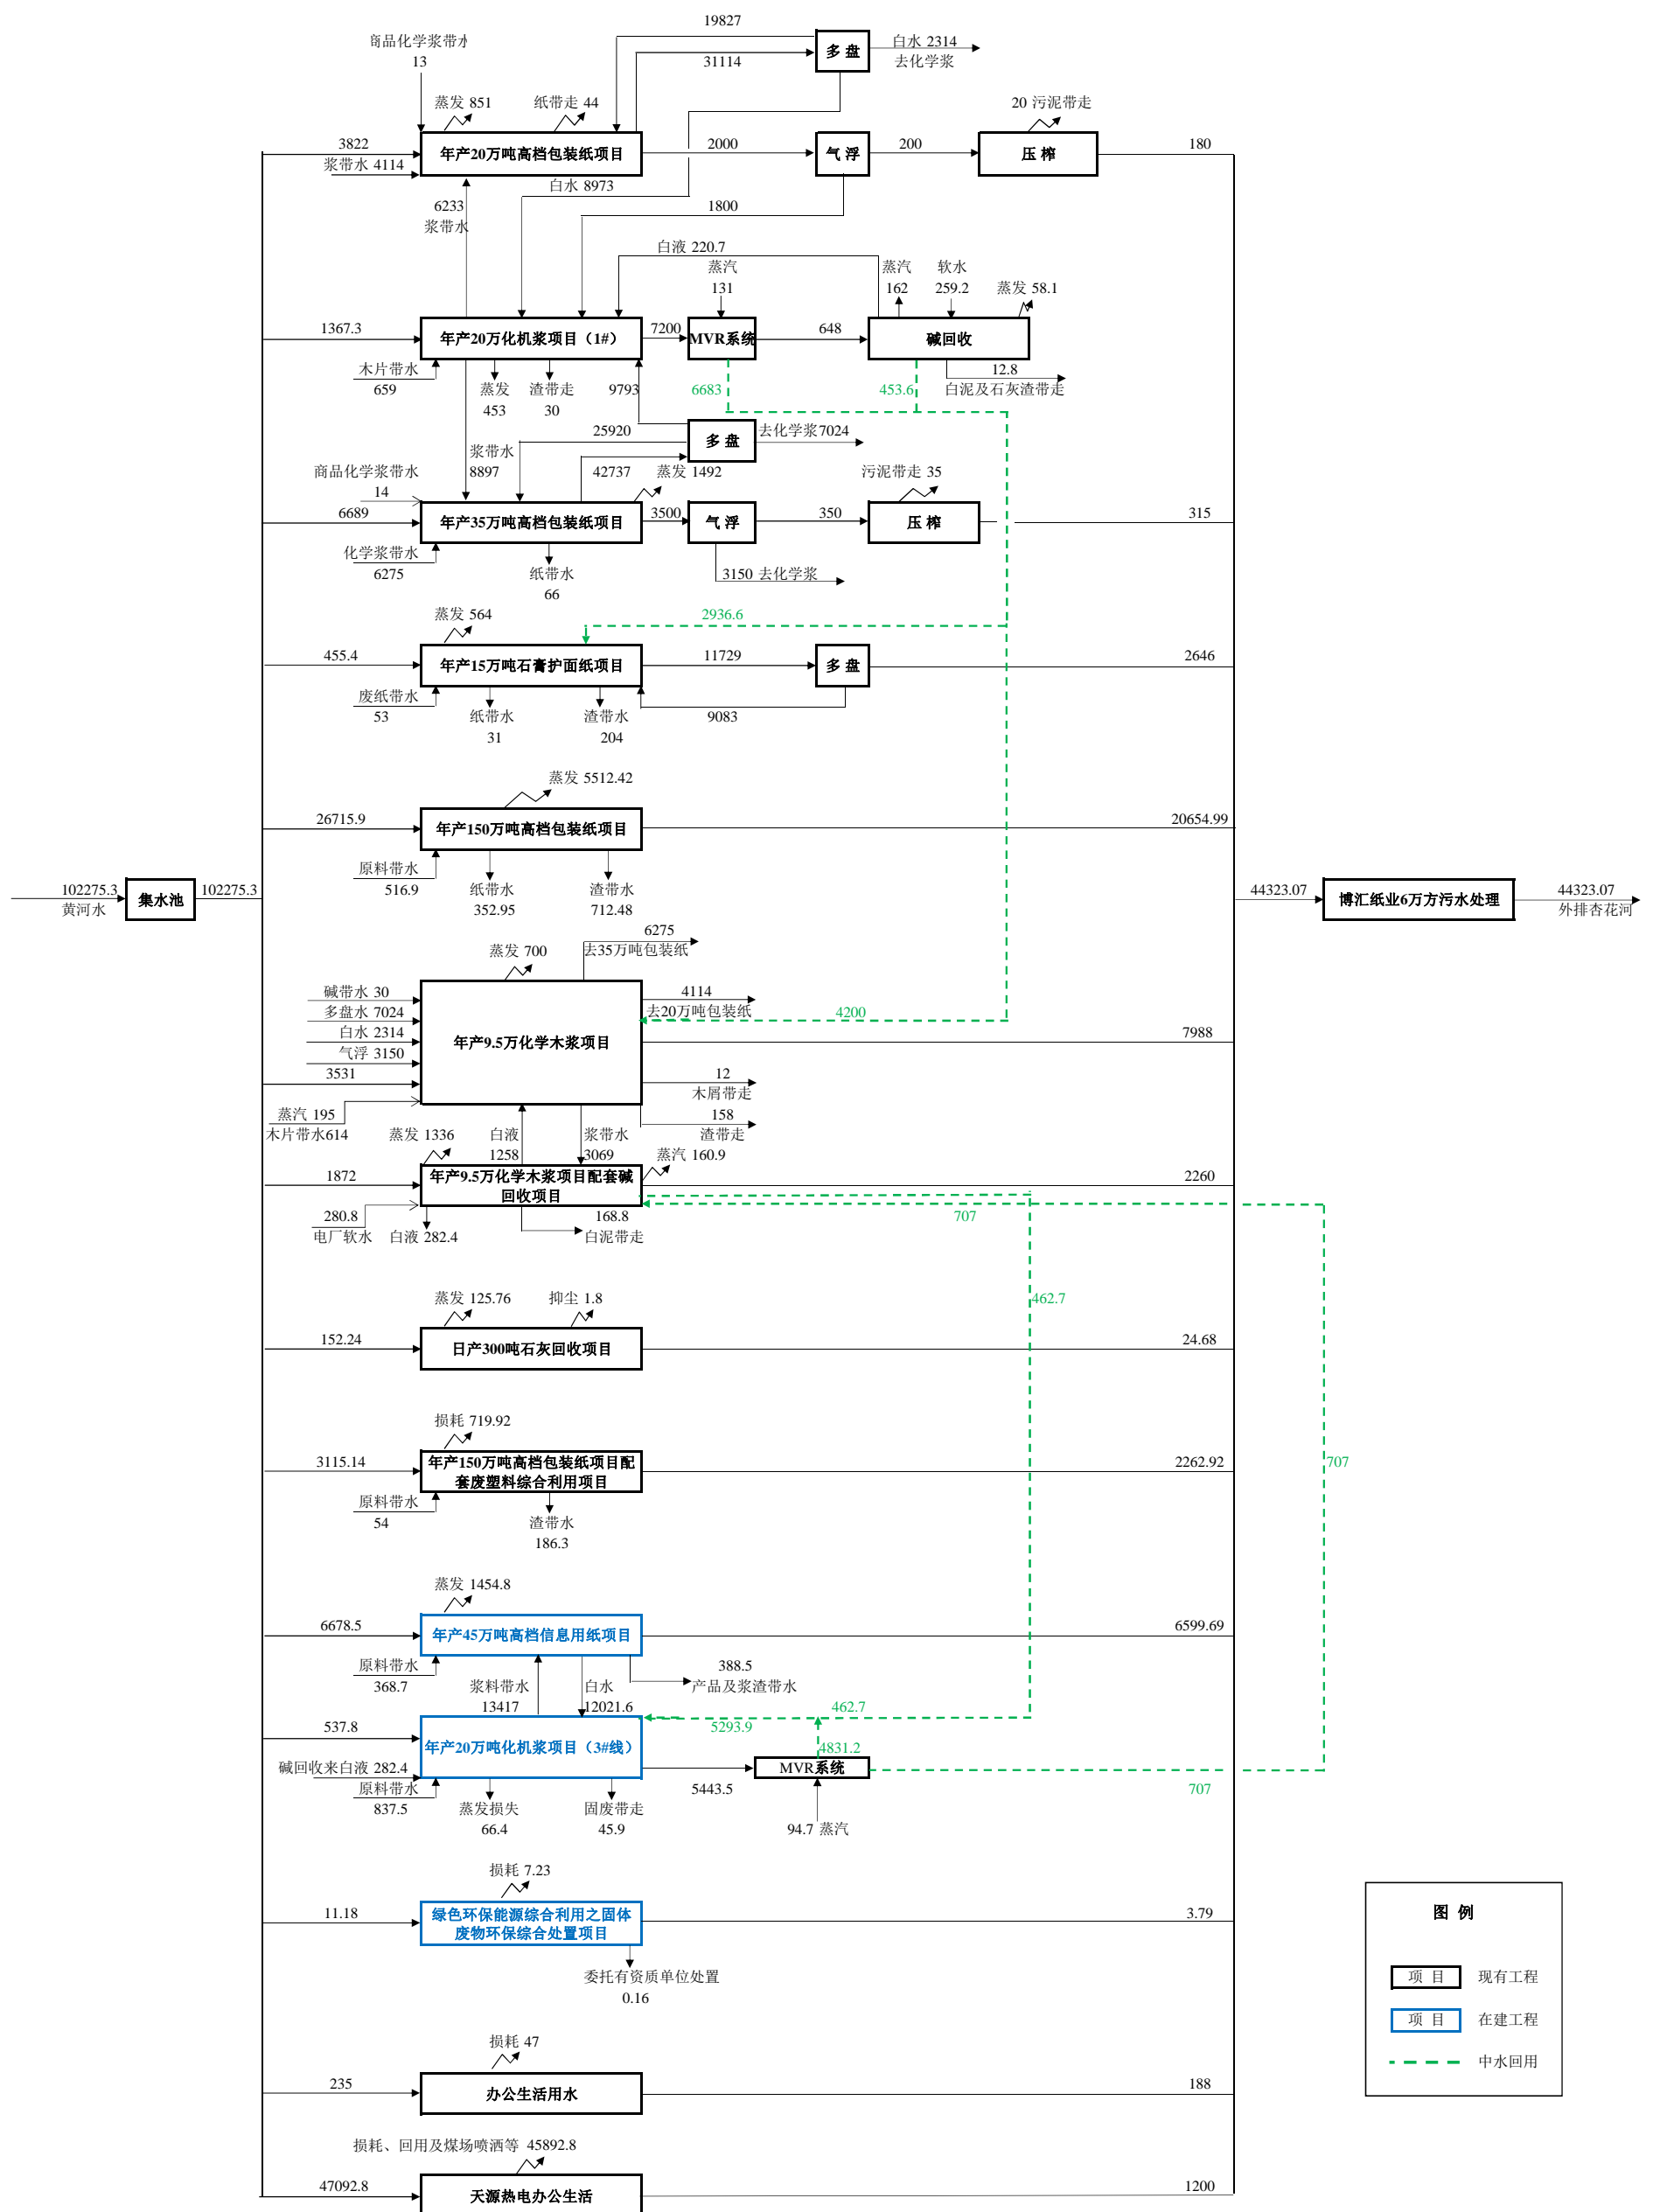 19827
商品化学浆带水
13
31114
多 盘
白水 2314
去化学浆
蒸发 851
纸带走 44
20 污泥带走
3822
浆带水 4114
年产20万吨高档包装纸项目
2000
气 浮
200
压 榨
180
白水 8973
6233
浆带水
1800
白液 220.7
蒸汽
131
蒸汽
162
软水
259.2
蒸发 58.1
1367.3
年产20万化机浆项目（1#）
7200
MVR系统
648
碱回收
木片带水
659
蒸发
453
渣带走
30
9793
6683
453.6
12.8
白泥及石灰渣带走
25920
多 盘
去化学浆7024
浆带水
8897
42737
蒸发 1492
污泥带走 35
商品化学浆带水
14
6689
年产35万吨高档包装纸项目
3500
气 浮
350
压 榨
315
化学浆带水
6275
纸带水
66
3150 去化学浆
蒸发 564
2936.6
455.4
年产15万吨石膏护面纸项目
11729
多 盘
2646
废纸带水
53
纸带水
31
渣带水
204
9083
蒸发 5512.42
26715.9
年产150万吨高档包装纸项目
20654.99
原料带水
516.9
纸带水
352.95
渣带水
712.48
102275.3
黄河水
集水池
102275.3
44323.07
博汇纸业6万方污水处理
44323.07
外排杏花河
蒸发 700
6275
去35万吨包装纸
碱带水 30
多盘水 7024
白水 2314
气浮 3150
3531
年产9.5万化学木浆项目
4114
去20万吨包装纸
4200
7988
12
木屑带走
158
渣带走
蒸汽 195
木片带水614
蒸发 1336
白液
1258
浆带水
3069
蒸汽 160.9
1872
年产9.5万化学木浆项目配套碱
回收项目
2260
707
280.8
电厂软水
白液 282.4
168.8
白泥带走
蒸发 125.76
抑尘 1.8
462.7
152.24
日产300吨石灰回收项目
24.68
损耗 719.92
3115.14
年产150万吨高档包装纸项目配
套废塑料综合利用项目
2262.92
707
原料带水
54
渣带水
186.3
蒸发 1454.8
6678.5
年产45万吨高档信息用纸项目
6599.69
原料带水
368.7
浆料带水
13417
白水
12021.6
388.5
产品及浆渣带水
462.7
5293.9
537.8
年产20万吨化机浆项目（3#线）
4831.2
MVR系统
碱回收来白液 282.4
原料带水
837.5
蒸发损失
66.4
固废带走
45.9
5443.5
94.7 蒸汽
707
损耗 7.23
11.18
绿色环保能源综合利用之固体
废物环保综合处置项目
3.79
委托有资质单位处置
0.16
图 例
项 目
现有工程
项 目
在建工程
中水回用
损耗 47
235
办公生活用水
188
损耗、回用及煤场喷洒等 45892.8
47092.8
天源热电办公生活
1200